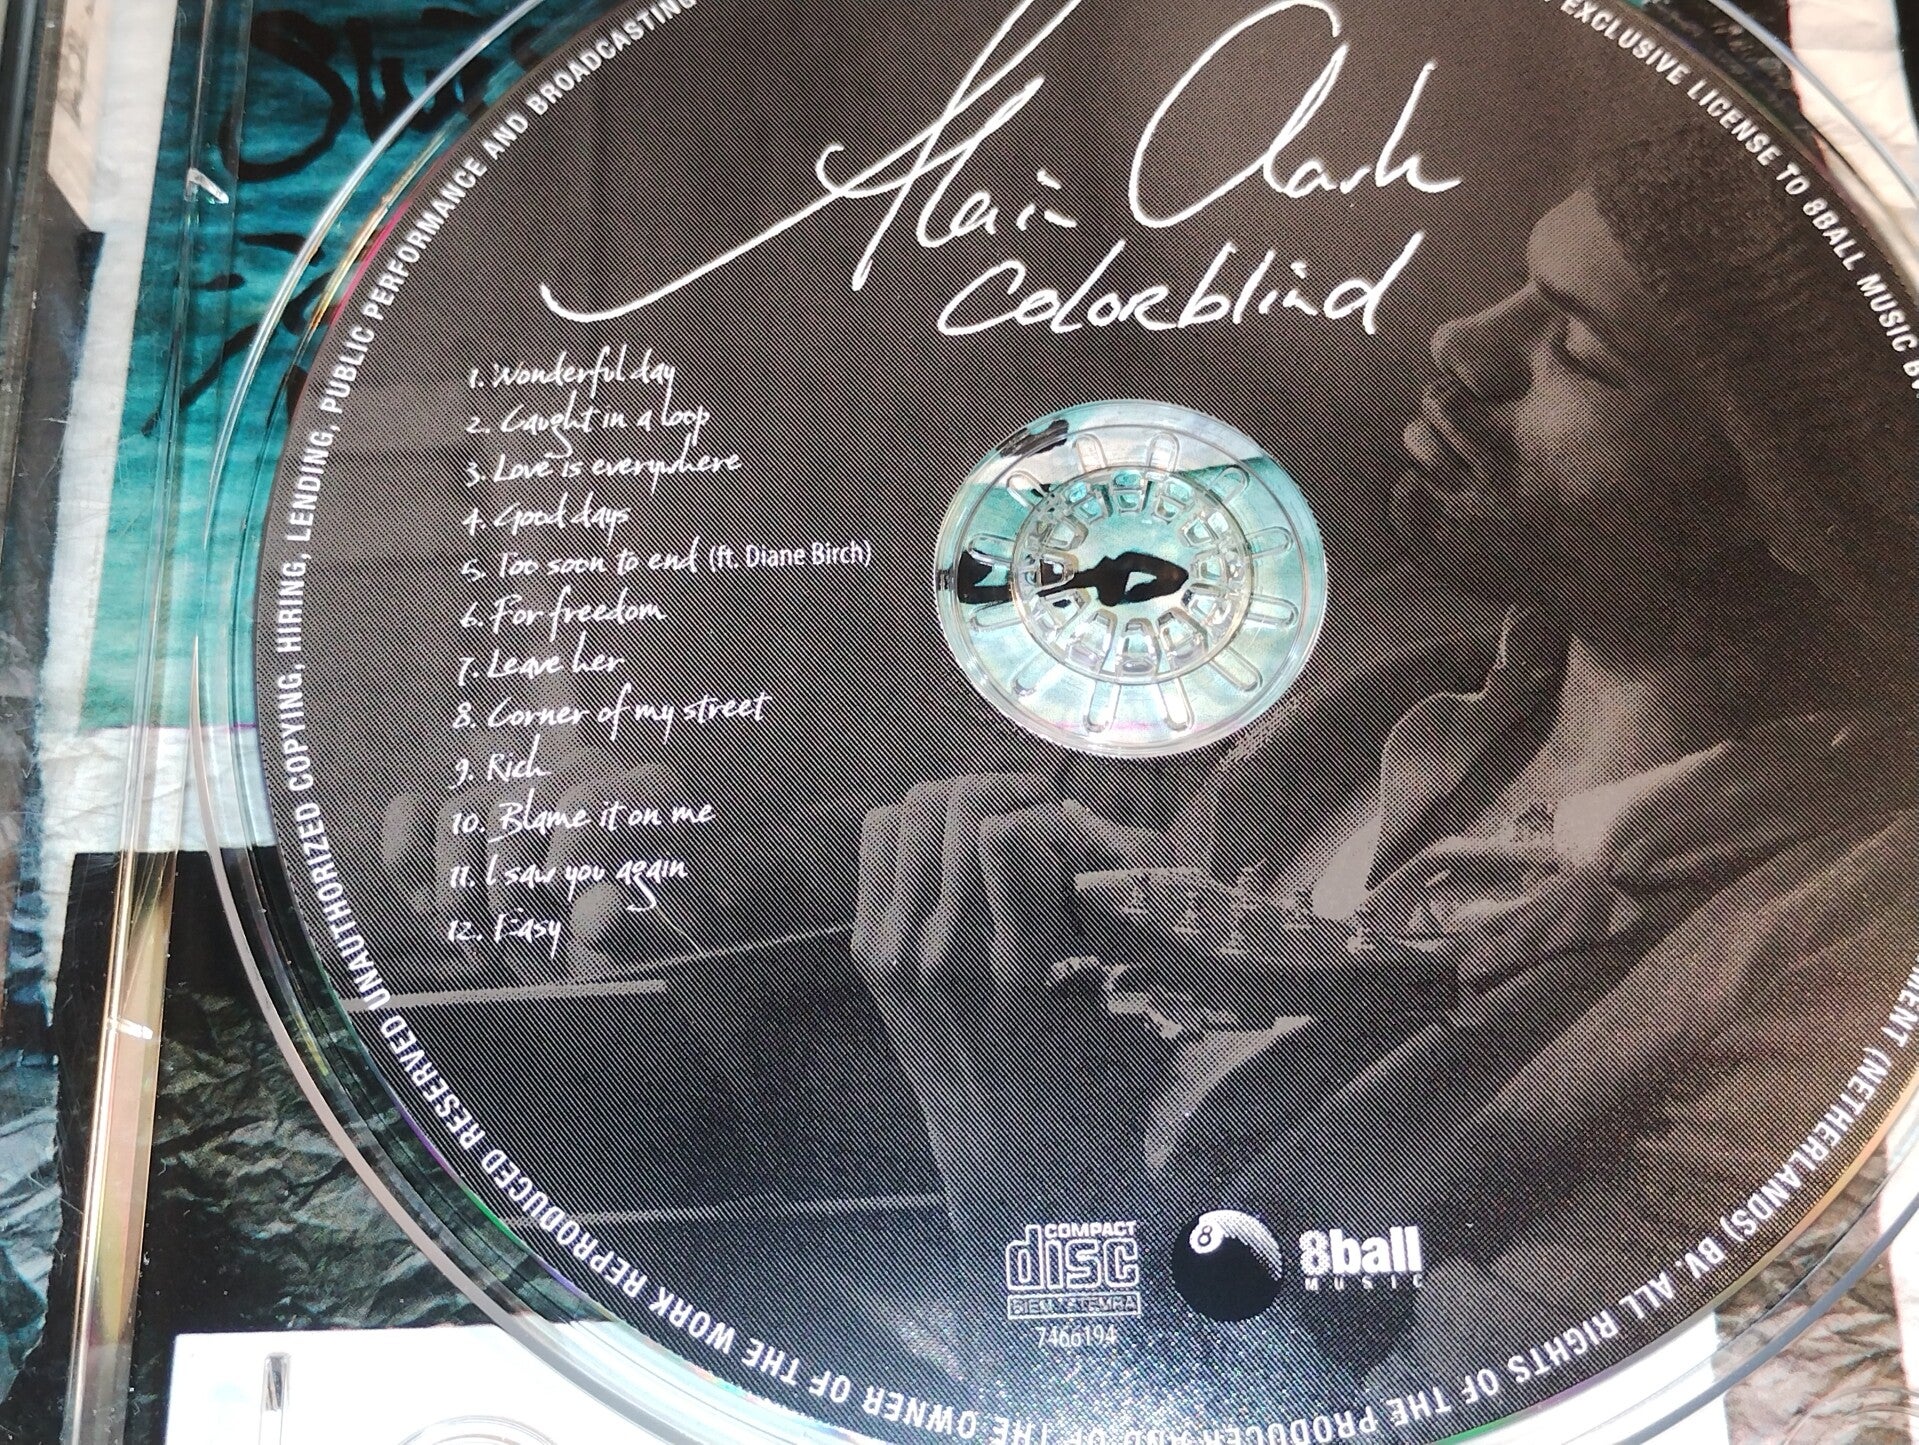 Alain Clark
Colorblind
1. Wonderful day
2. Caught in a loop
3. Love is everywhere
4. Good days
5. Too soon to end (ft. Diane Birch)
6. For freedom
7. Leave her
8. Corner of my street
9. Rich
10. Blame it on me
11. I saw you again
12. Easy
COMPACT
disc
BIEM / STEMRA
7466194
8
8ball
MUSIC
EXCLUSIVE LICENSE TO 8BALL MUSIC BV.
(NETHERLANDS) BV. ALL RIGHTS OF THE PRODUCER AND OF THE OWNER OF THE WORK REPRODUCED RESERVED UNAUTHORIZED COPYING, HIRING, LENDING, PUBLIC PERFORMANCE AND BROADCASTING